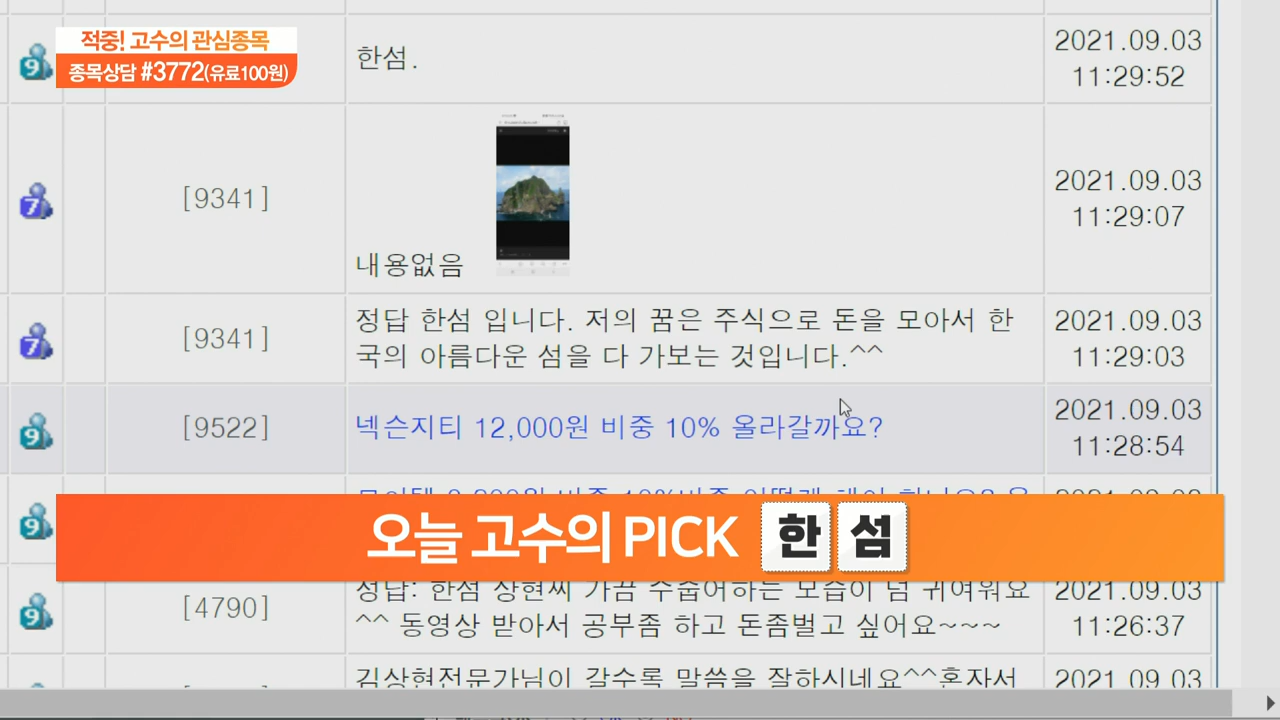 적중! 고수의 관심종목
종목상담 #3772(유료100원)
한섬.
2021.09.03
11:29:52
9
[9341]
내용없음
2021.09.03
11:29:07
7
[9341]
정답 한섬 입니다. 저의 꿈은 주식으로 돈을 모아서 한
국의 아름다운 섬을 다 가보는 것입니다.^^
2021.09.03
11:29:03
7
[9522]
넥슨지티 12,000원 비중 10% 올라갈까요?
2021.09.03
11:28:54
9
9
오늘 고수의 PICK 한 섬
[4790]
정답: 한섬 상현씨 가끔 수줍어하는 모습이 넘 귀여워요
^^ 동영상 받아서 공부좀 하고 돈좀벌고 싶어요~~~
2021.09.03
11:26:37
9
김상현전문가님이 갈수록 말씀을 잘하시네요^^혼자서
2021.09.03